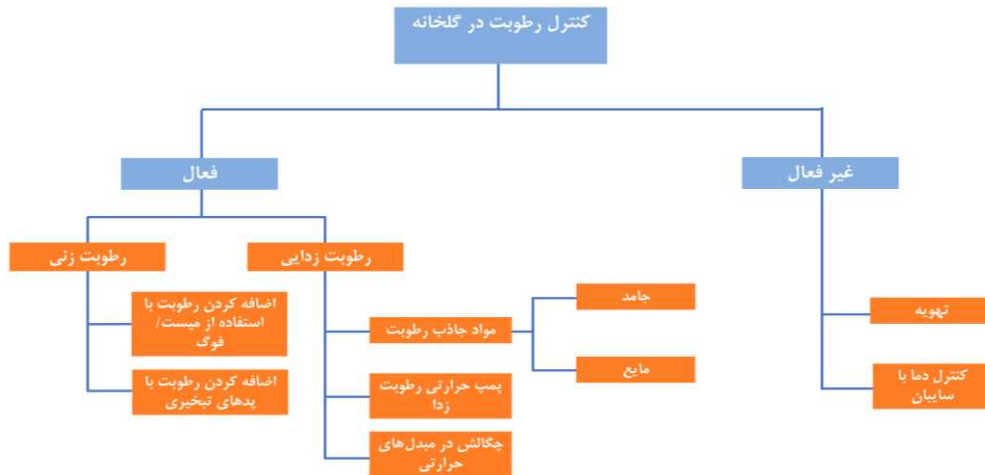 کنترل رطوبت در گلخانه
غیر فعال
فعال
رطوبت زدایی
رطوبت زنی
تهویه
کنترل دما با
سایبان
جامد
مایع
مواد جاذب رطوبت
پمپ حرارتی رطوبت
زدا
چگالش در مبدل‌های
حرارتی
اضافه کردن رطوبت با
استفاده از میست/
فوگ
اضافه کردن رطوبت با
پدهای تبخیری